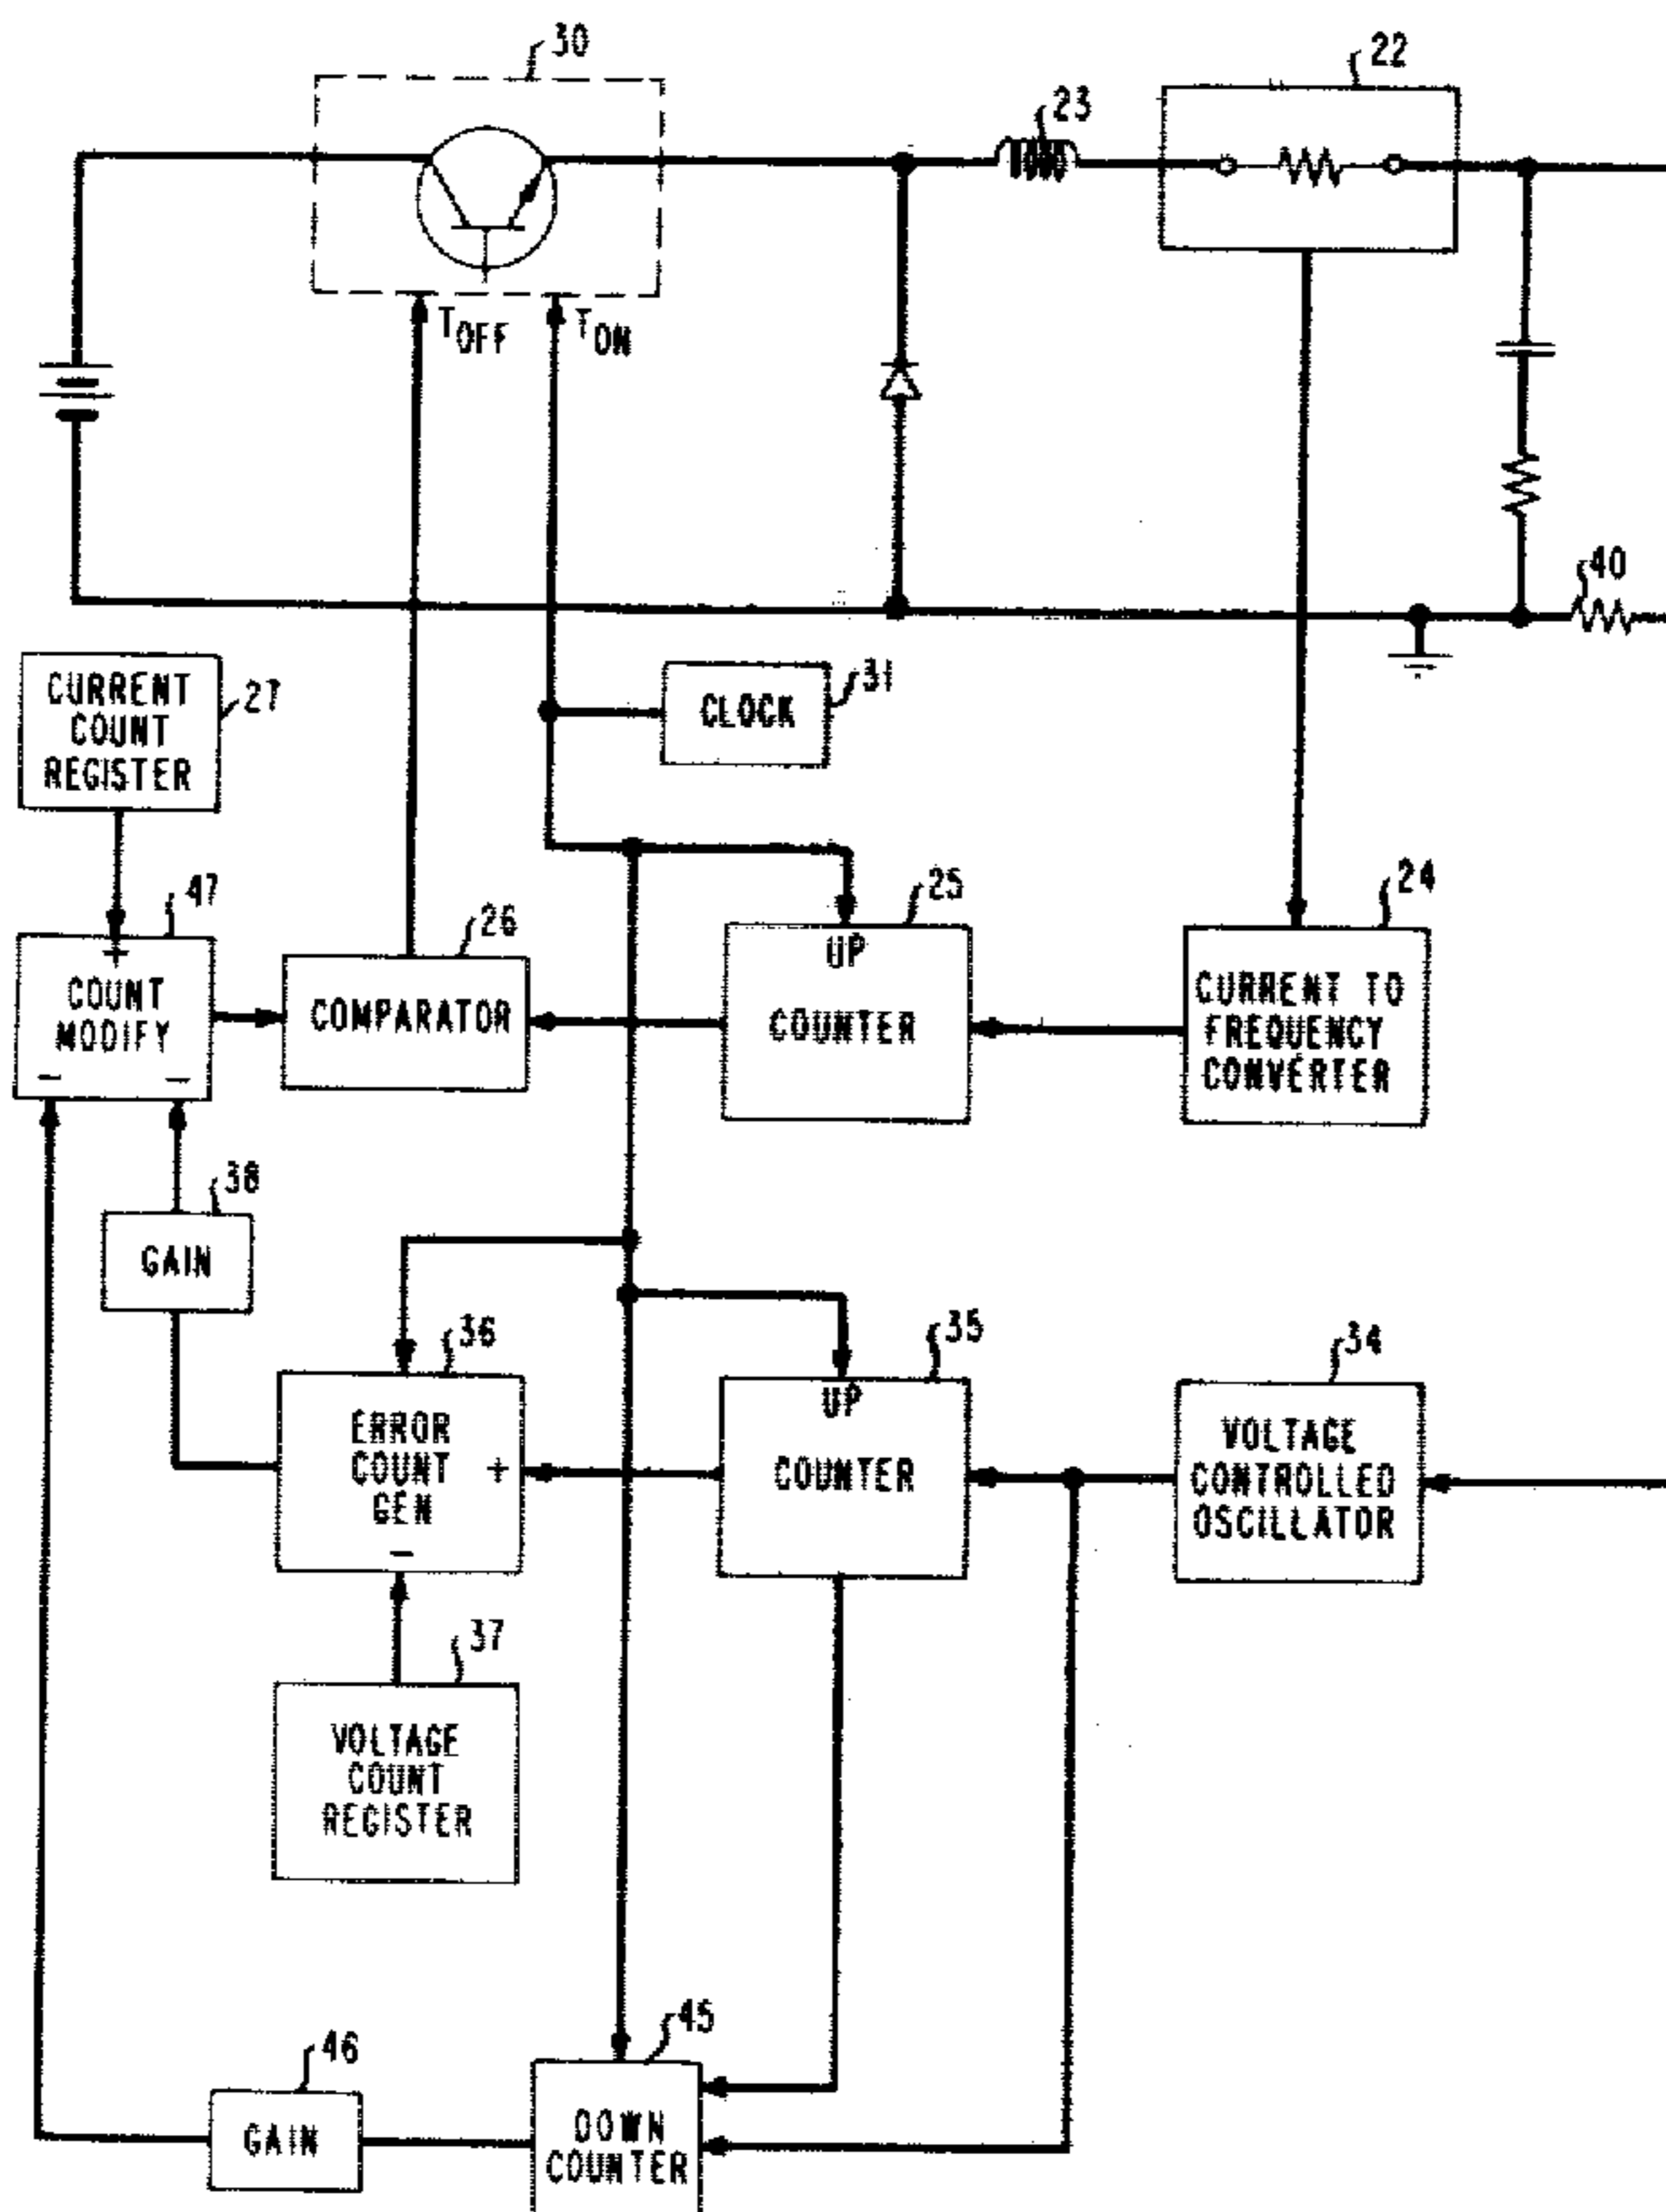 30
22
23
T OFF
T ON
40
CURRENT
COUNT
REGISTER
27
CLOCK
31
47
26
25
24
+
COUNT
MODIFY
- -
COMPARATOR
UP
COUNTER
CURRENT TO
FREQUENCY
CONVERTER
38
GAIN
36
35
34
ERROR
COUNT +
GEN
-
UP
COUNTER
VOLTAGE
CONTROLLED
OSCILLATOR
37
VOLTAGE
COUNT
REGISTER
46
GAIN
45
DOWN
COUNTER